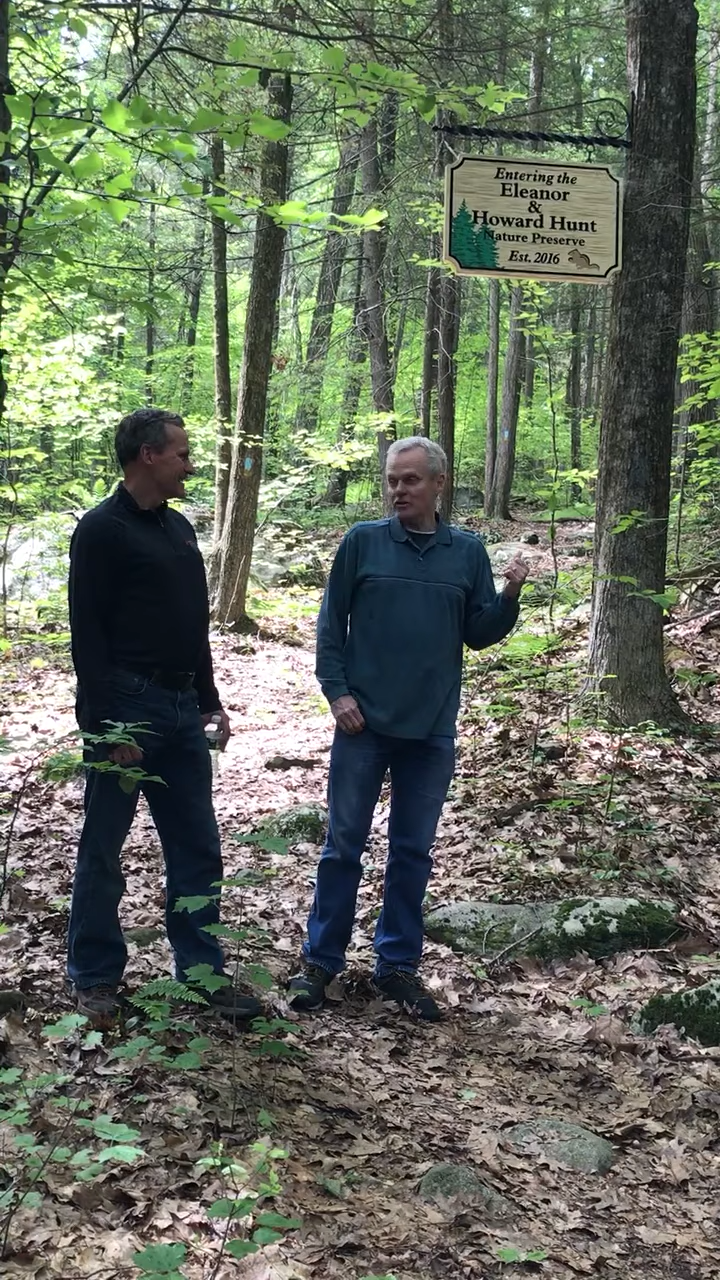 Entering the
Eleanor
&
Howard Hunt
Nature Preserve
Est. 2016